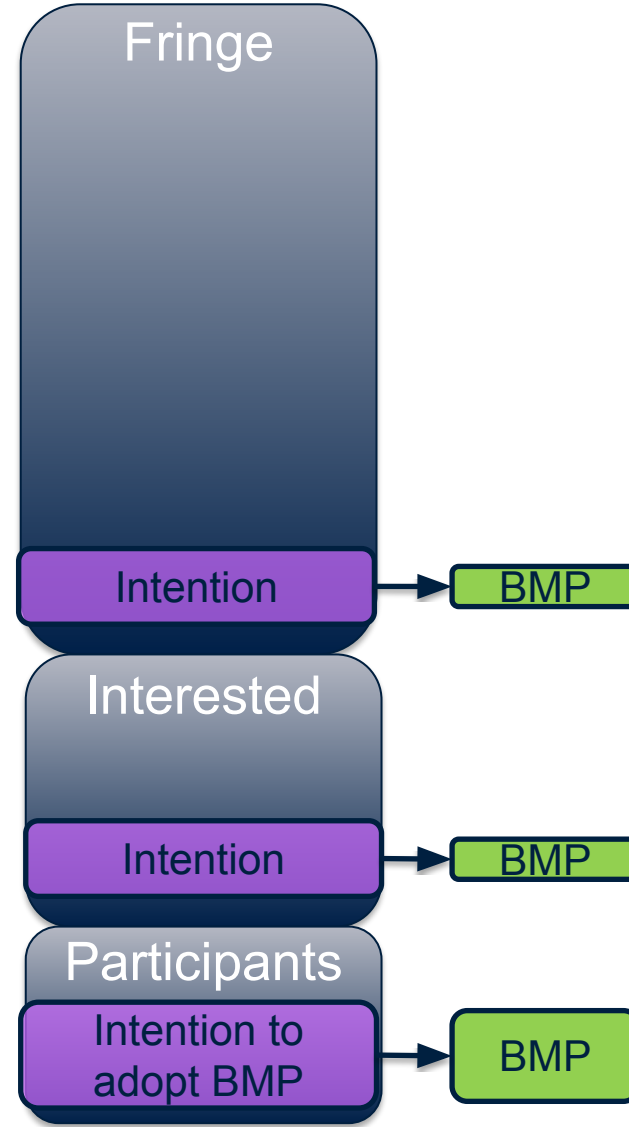 Fringe
Intention
BMP
Interested
Intention
BMP
Participants
Intention to
adopt BMP
BMP